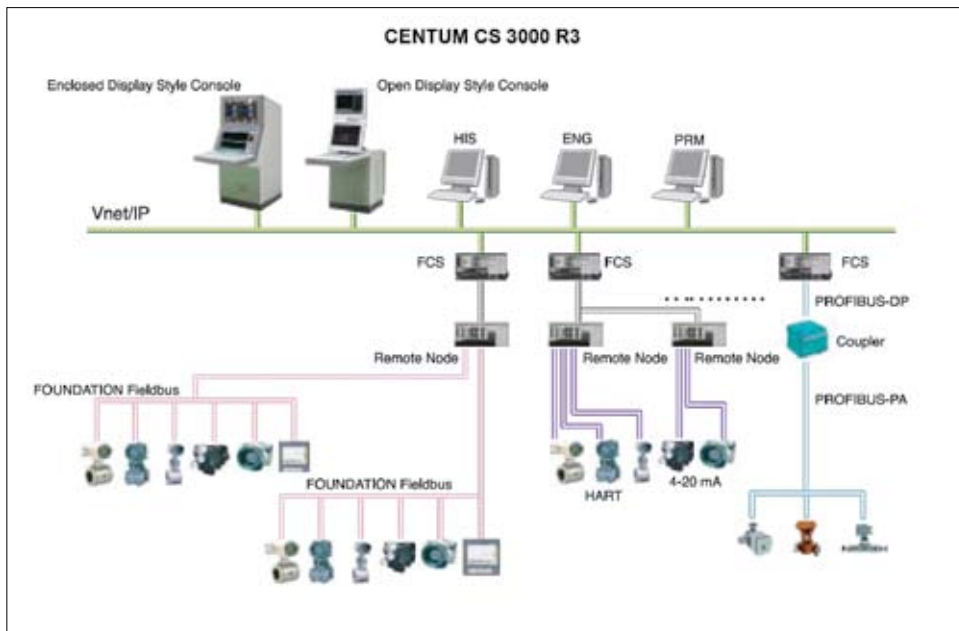 CENTUM CS 3000 R3
Enclosed Display Style Console
Open Display Style Console
HIS
ENG
PRM
Vnet/IP
FCS
FCS
FCS
PROFIBUS-DP
Coupler
Remote Node
Remote Node
Remote Node
FOUNDATION Fieldbus
PROFIBUS-PA
FOUNDATION Fieldbus
HART
4-20 mA